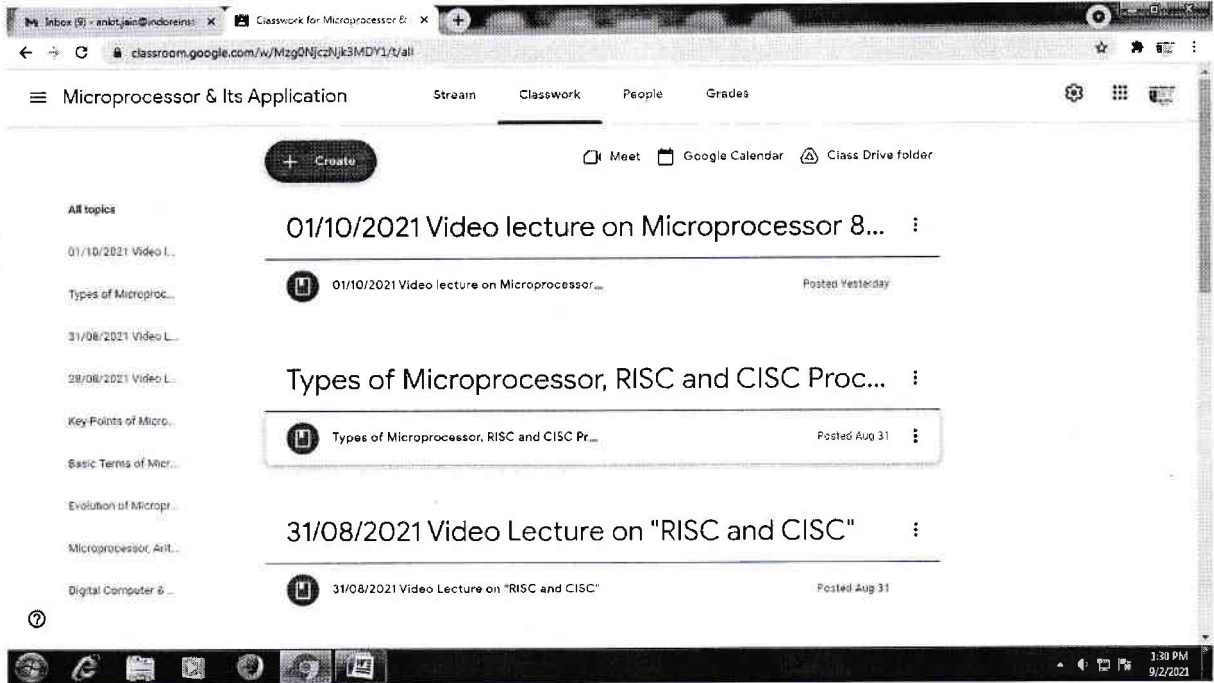 Inbox (9) - ankit.jain@indoreins
Classwork for Microprocessor &
classroom.google.com/w/Mzg0NjczNjk3MDY1/t/all
Microprocessor & Its Application Stream Classwork People Grades
Create
Meet Google Calendar Class Drive folder
All topics
01/10/2021 Video l...
Types of Microproc...
31/08/2021 Video L...
28/08/2021 Video L...
Key-Points of Micro...
Basic Terms of Micr...
Evolution of Micropr...
Microprocessor, Arit...
Digital Computer & ...
01/10/2021 Video lecture on Microprocessor 8...
01/10/2021 Video lecture on Microprocessor... Posted Yesterday
Types of Microprocessor, RISC and CISC Proc...
Types of Microprocessor, RISC and CISC Pr... Posted Aug 31
31/08/2021 Video Lecture on "RISC and CISC"
31/08/2021 Video Lecture on "RISC and CISC" Posted Aug 31
1:30 PM
9/2/2021